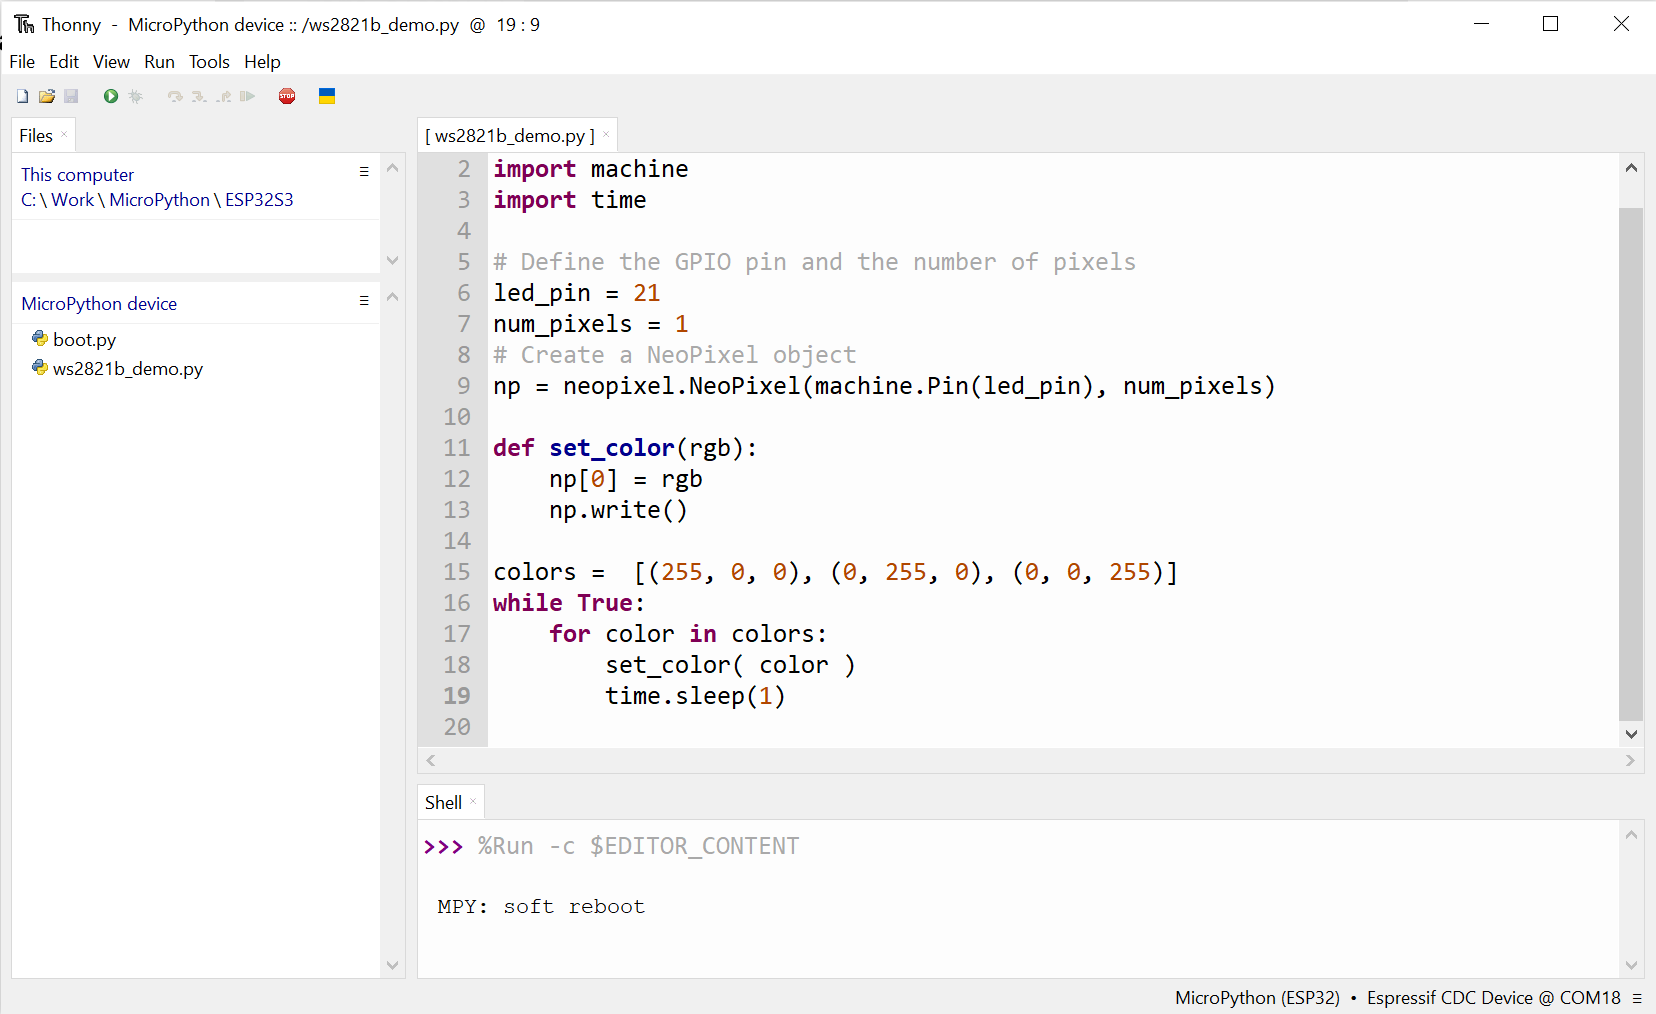 Thonny - MicroPython device :: /ws2821b_demo.py @ 19 : 9
File Edit View Run Tools Help
STOP
Files
This computer
C: \ Work \ MicroPython \ ESP32S3
MicroPython device
boot.py
ws2821b_demo.py
[ ws2821b_demo.py ]
2 import machine
3 import time
4
5 # Define the GPIO pin and the number of pixels
6 led_pin = 21
7 num_pixels = 1
8 # Create a NeoPixel object
9 np = neopixel.NeoPixel(machine.Pin(led_pin), num_pixels)
10
11 def set_color(rgb):
12     np[0] = rgb
13     np.write()
14
15 colors =  [(255, 0, 0), (0, 255, 0), (0, 0, 255)]
16 while True:
17     for color in colors:
18         set_color( color )
19         time.sleep(1)
20
Shell
>>> %Run -c $EDITOR_CONTENT
MPY: soft reboot
MicroPython (ESP32) • Espressif CDC Device @ COM18